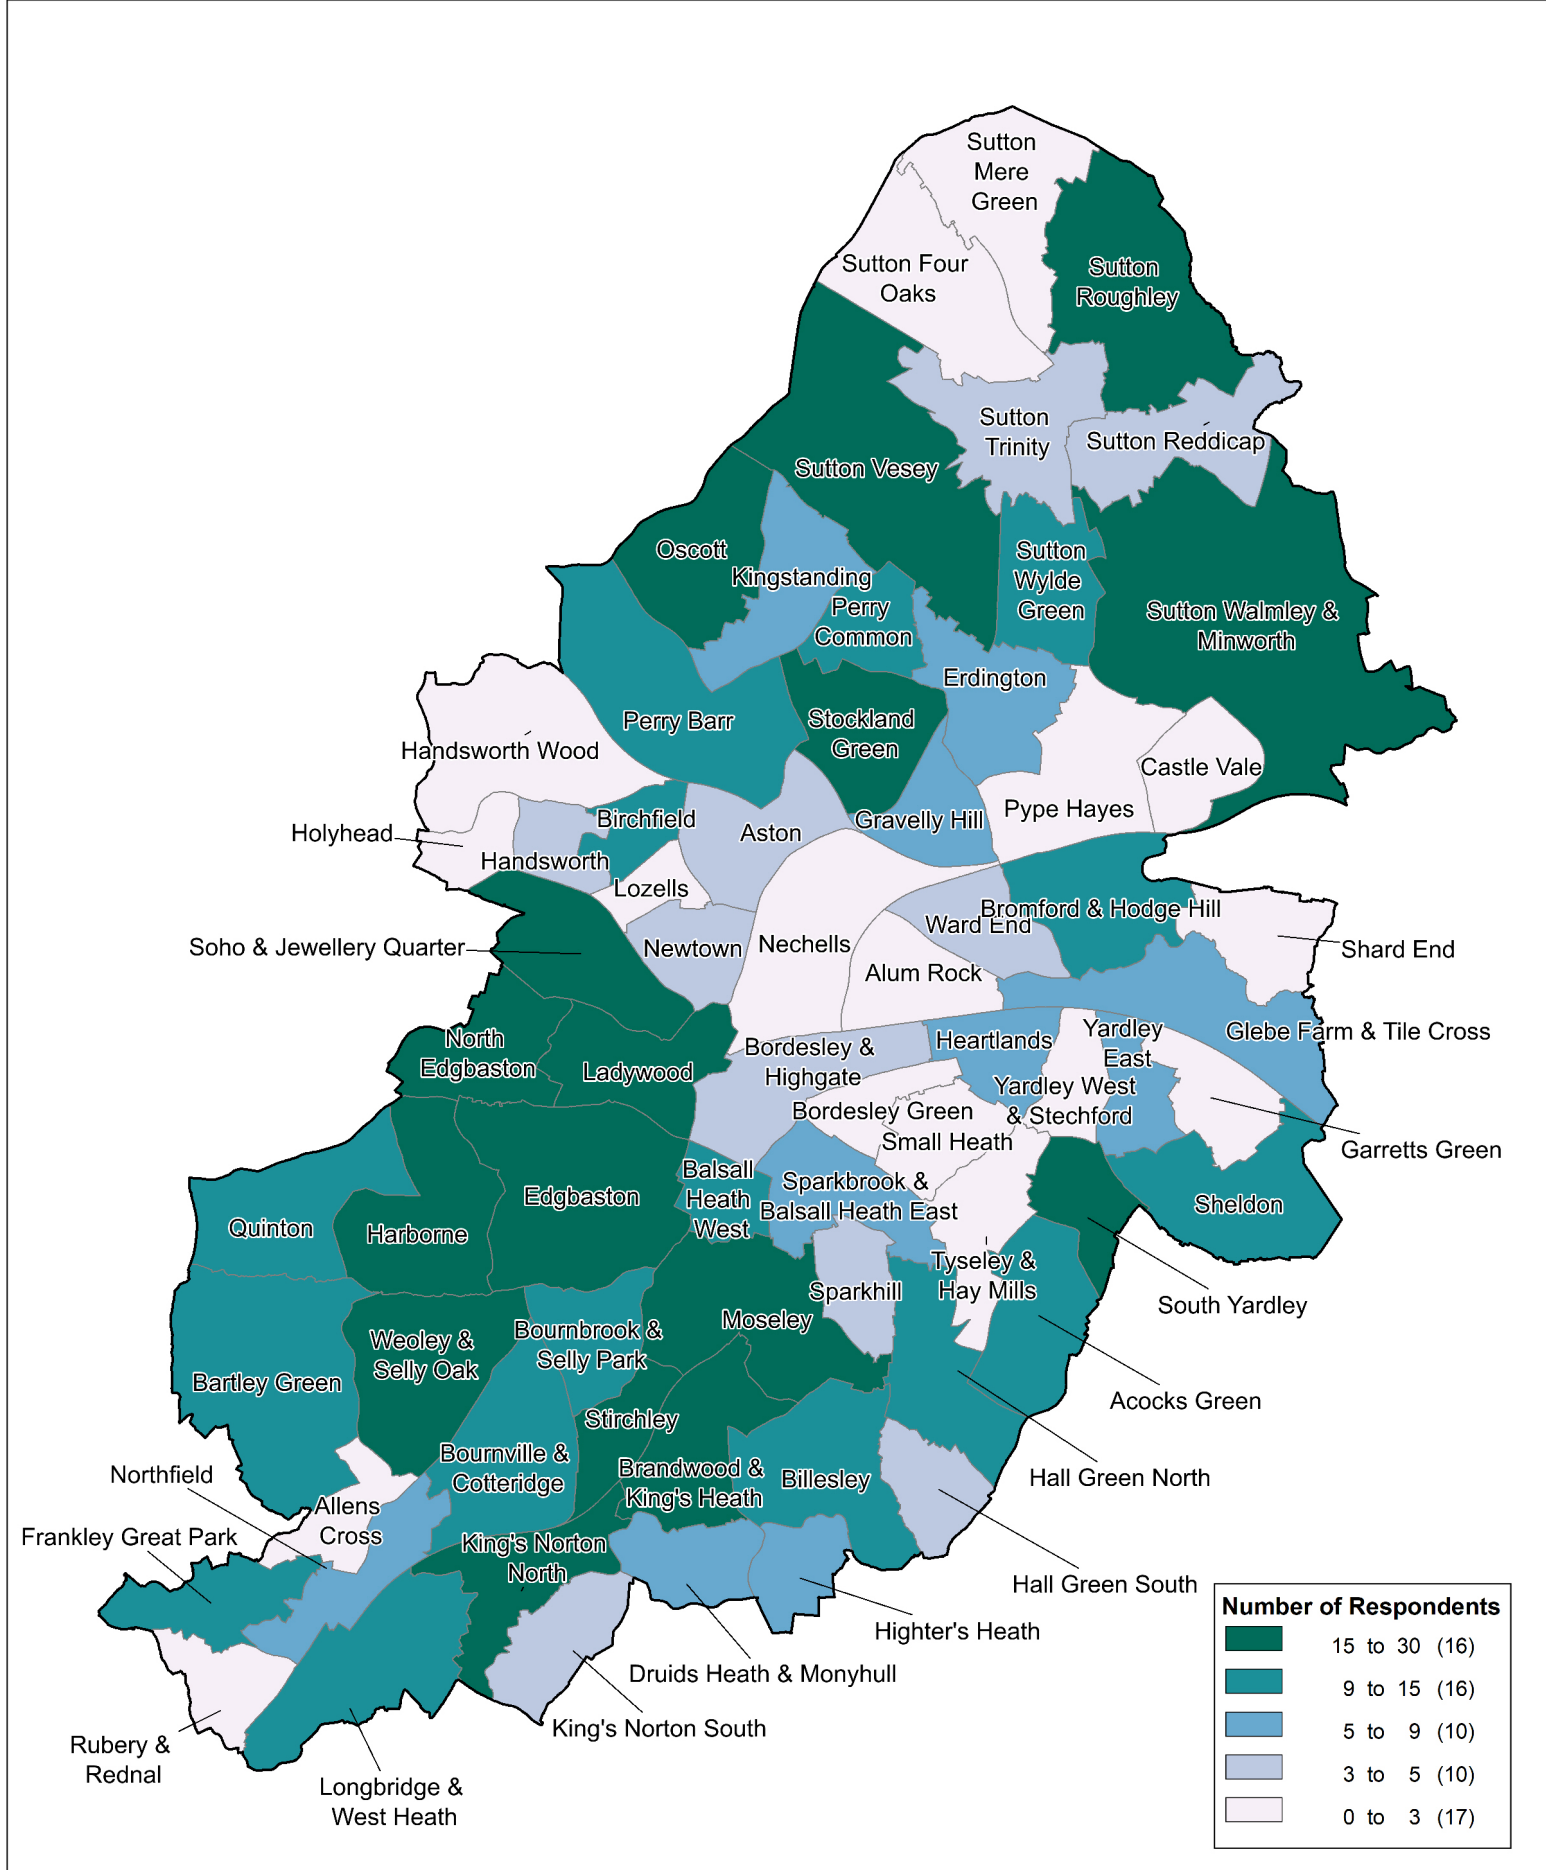 Sutton
Mere
Green
Sutton Four
Oaks
Sutton
Roughley
Sutton
Trinity
Sutton Reddicap
Sutton Vesey
Oscott
Kingstanding
Perry
Common
Sutton
Wylde
Green
Sutton Walmley &
Minworth
Erdington
Perry Barr
Stockland
Green
Handsworth Wood
Castle Vale
Pype Hayes
Holyhead
Birchfield
Aston
Gravelly Hill
Handsworth
Lozells
Bromford & Hodge Hill
Ward End
Soho & Jewellery Quarter
Newtown
Nechells
Shard End
Alum Rock
North
Edgbaston
Ladywood
Bordesley &
Highgate
Heartlands
Yardley
East
Glebe Farm & Tile Cross
Yardley West
& Stechford
Bordesley Green
Small Heath
Garretts Green
Balsall
Heath
West
Sparkbrook &
Balsall Heath East
Edgbaston
Sheldon
Quinton
Harborne
Tyseley &
Hay Mills
Sparkhill
South Yardley
Moseley
Weoley &
Selly Oak
Bournbrook &
Selly Park
Bartley Green
Acocks Green
Stirchley
Bournville &
Cotteridge
Brandwood &
King's Heath
Billesley
Hall Green North
Northfield
Allens
Cross
Frankley Great Park
King's Norton
North
Hall Green South
Highter's Heath
Druids Heath & Monyhull
King's Norton South
Rubery &
Rednal
Longbridge &
West Heath
Number of Respondents
15 to 30 (16)
9 to 15 (16)
5 to 9 (10)
3 to 5 (10)
0 to 3 (17)